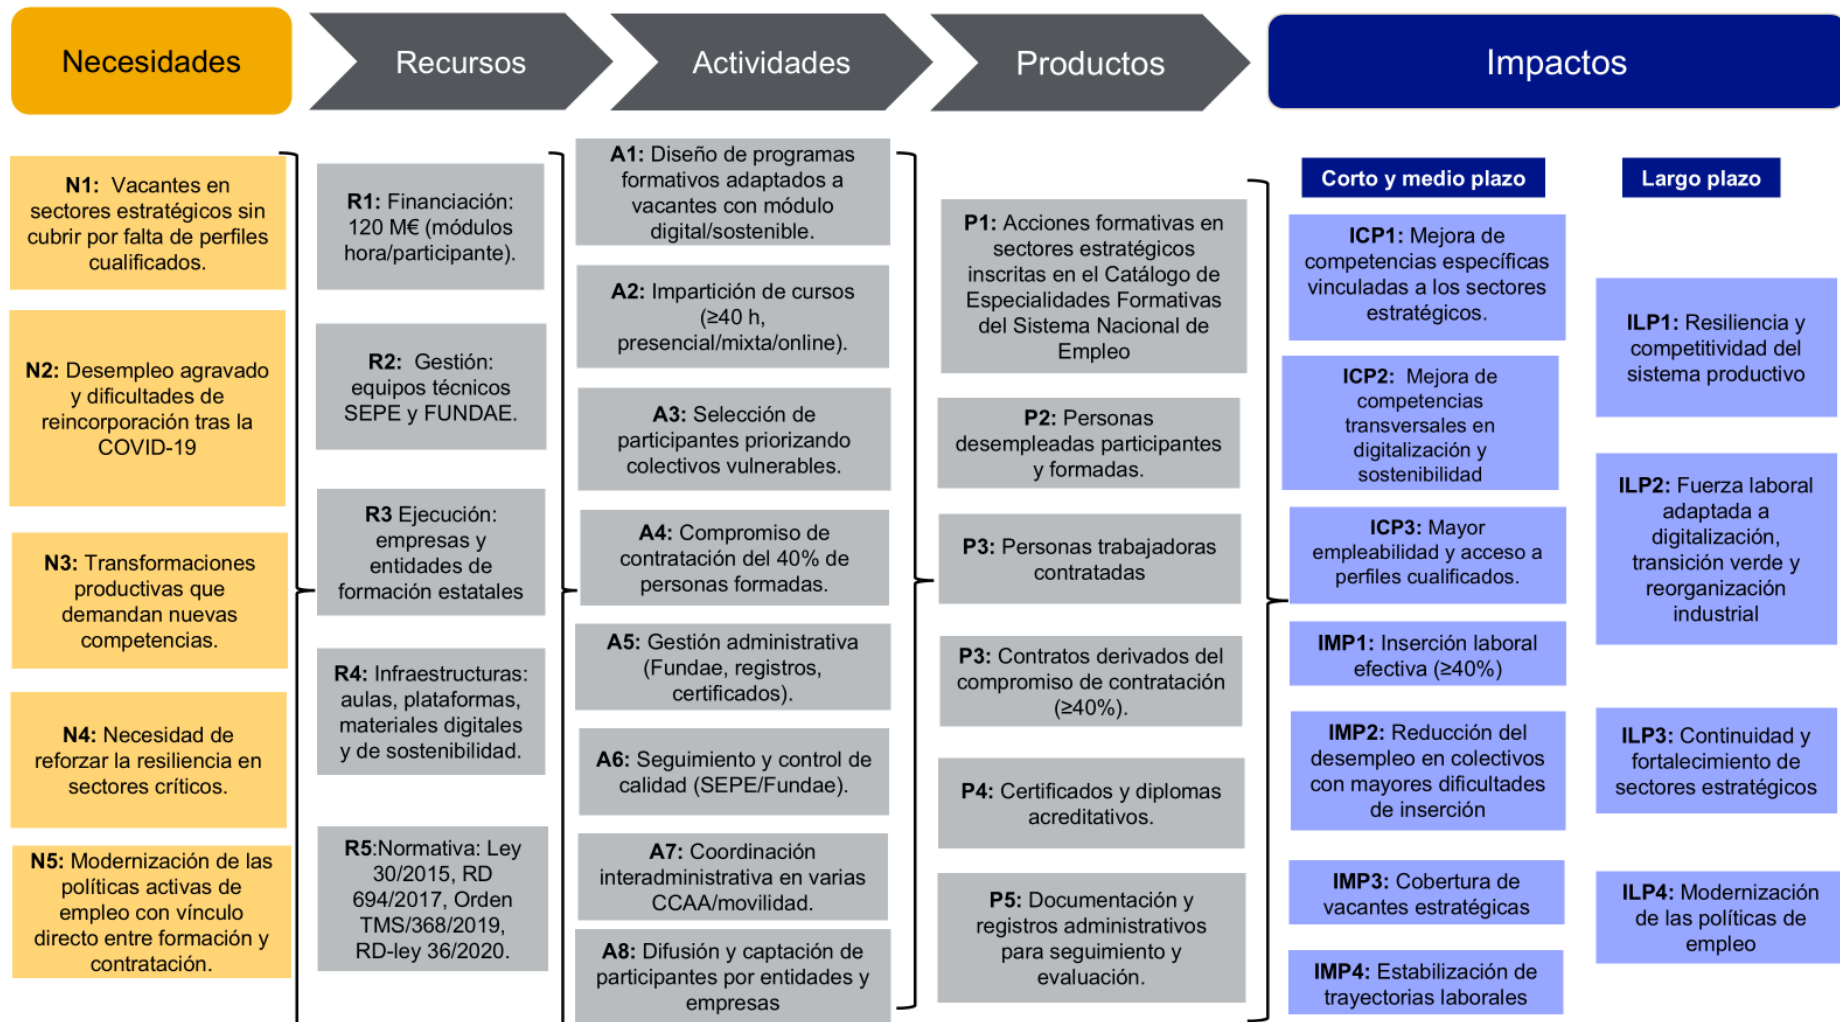 Necesidades
Recursos
Actividades
Productos
Impactos
N1: Vacantes en
sectores estratégicos sin
cubrir por falta de perfiles
cualificados.
N2: Desempleo agravado
y dificultades de
reincorporación tras la
COVID-19
N3: Transformaciones
productivas que
demandan nuevas
competencias.
N4: Necesidad de
reforzar la resiliencia en
sectores críticos.
N5: Modernización de las
políticas activas de
empleo con vínculo
directo entre formación y
contratación.
R1: Financiación:
120 M€ (módulos
hora/participante).
R2: Gestión:
equipos técnicos
SEPE y FUNDAE.
R3 Ejecución:
empresas y
entidades de
formación estatales
R4: Infraestructuras:
aulas, plataformas,
materiales digitales
y de sostenibilidad.
R5:Normativa: Ley
30/2015, RD
694/2017, Orden
TMS/368/2019,
RD-ley 36/2020.
A1: Diseño de programas
formativos adaptados a
vacantes con módulo
digital/sostenible.
A2: Impartición de cursos
(≥40 h,
presencial/mixta/online).
A3: Selección de
participantes priorizando
colectivos vulnerables.
A4: Compromiso de
contratación del 40% de
personas formadas.
A5: Gestión administrativa
(Fundae, registros,
certificados).
A6: Seguimiento y control de
calidad (SEPE/Fundae).
A7: Coordinación
interadministrativa en varias
CCAA/movilidad.
A8: Difusión y captación de
participantes por entidades y
empresas
P1: Acciones formativas en
sectores estratégicos
inscritas en el Catálogo de
Especialidades Formativas
del Sistema Nacional de
Empleo
P2: Personas
desempleadas participantes
y formadas.
P3: Personas trabajadoras
contratadas
P3: Contratos derivados del
compromiso de contratación
(≥40%).
P4: Certificados y diplomas
acreditativos.
P5: Documentación y
registros administrativos
para seguimiento y
evaluación.
Corto y medio plazo
ICP1: Mejora de
competencias específicas
vinculadas a los sectores
estratégicos.
ICP2: Mejora de
competencias
transversales en
digitalización y
sostenibilidad
ICP3: Mayor
empleabilidad y acceso a
perfiles cualificados.
IMP1: Inserción laboral
efectiva (≥40%)
IMP2: Reducción del
desempleo en colectivos
con mayores dificultades
de inserción
IMP3: Cobertura de
vacantes estratégicas
IMP4: Estabilización de
trayectorias laborales
Largo plazo
ILP1: Resiliencia y
competitividad del
sistema productivo
ILP2: Fuerza laboral
adaptada a
digitalización,
transición verde y
reorganización
industrial
ILP3: Continuidad y
fortalecimiento de
sectores estratégicos
ILP4: Modernización
de las políticas de
empleo